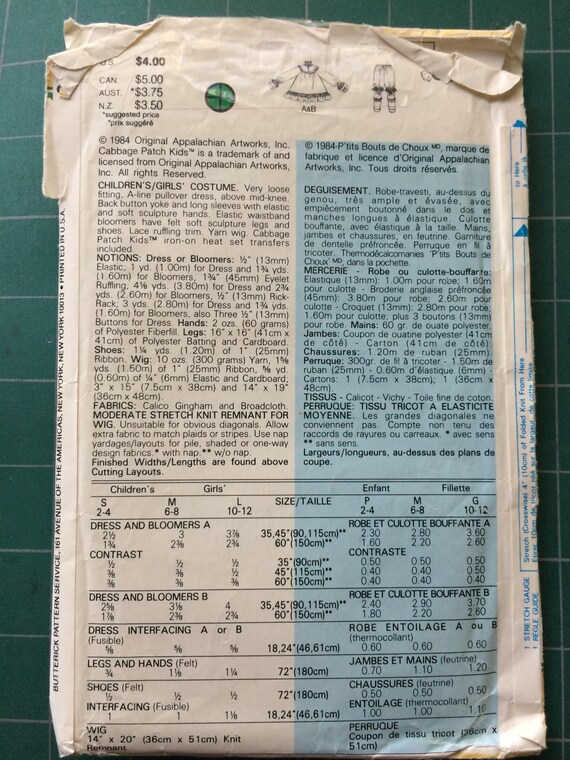 U.S. $4.00
CAN. $5.00
AUST. *$3.75
N.Z. $3.50
*suggested price
*prix suggéré
A&B
© 1984 Original Appalachian Artworks, Inc.
Cabbage Patch Kids™ is a trademark of and
licensed from Original Appalachian Artworks,
Inc. All rights Reserved.
CHILDREN'S/GIRLS' COSTUME. Very loose
fitting, A-line pullover dress, above mid-knee.
Back button yoke and long sleeves with elastic
and soft sculpture hands. Elastic waistband
bloomers have felt soft sculpture legs and
shoes. Lace ruffling trim. Yarn wig. Cabbage
Patch Kids™ iron-on heat set transfers
included.
NOTIONS: Dress or Bloomers: ½" (13mm)
Elastic, 1 yd. (1.00m) for Dress and 1¾ yds.
(1.60m) for Bloomers, 1¾" (45mm) Eyelet
Ruffling, 4⅛ yds. (3.80m) for Dress and 2¾
yds. (2.60m) for Bloomers, ½" (13mm) Rick-
Rack, 3 yds. (2.80m) for Dress and 1¾ yds.
(1.60m) for Bloomers, also Three ½" (13mm)
Buttons for Dress. Hands: 2 ozs. (60 grams)
of Polyester Fiberfill. Legs: 16" x 16" (41cm x
41cm) of Polyester Batting and Cardboard.
Shoes: 1¼ yds. (1.20m) of 1" (25mm)
Ribbon. Wig: 10 ozs. (300 grams) Yarn, 1⅝
yds. (1.50m) of 1" (25mm) Ribbon, ⅝ yd.
(0.60m) of ¼" (6mm) Elastic and Cardboard;
3" x 15" (7.5cm x 38cm) and 14" x 19"
(36cm x 48cm).
FABRICS: Calico Gingham and Broadcloth.
MODERATE STRETCH KNIT REMNANT FOR
WIG. Unsuitable for obvious diagonals. Allow
extra fabric to match plaids or stripes. Use nap
yardages/layouts for pile, shaded or one-way
design fabrics.* with nap.** w/o nap.
Finished Widths/Lengths are found above
Cutting Layouts.
© 1984-P'tits Bouts de Choux MD, marque de
fabrique et licence d'Original Appalachian
Artworks, Inc. Tous droits réservés.
DEGUISEMENT. Robe-travesti, au-dessus du
genou, très ample et évasée, avec
empiècement boutonné dans le dos et
manches longues à élastique. Culotte
bouffante, avec élastique à la taille. Mains,
jambes et chaussures, en feutrine. Garniture
de dentelle préfroncée. Perruque en fil à
tricoter. Thermodécalcomanies 'P'tits Bouts de
Choux MD, dans la pochette.
MERCERIE - Robe ou culotte-bouffante:
Elastique (13mm): 1.00m pour robe; 1.60m
pour culotte - Broderie anglaise préfroncée
(45mm): 3.80m pour robe; 2.60m pour
culotte - Croquet (13mm): 2.80m pour robe;
1.60m pour culotte; plus 3 boutons (13mm)
pour robe. Mains: 60 gr. de ouate polyester.
Jambes: Coupon de ouatine polyester (41cm
de côté) - Carton (41cm de côté).
Chaussures: 1.20m de ruban (25mm).
Perruque: 300gr. de fil à tricoter - 1.50m de
ruban (25mm) - 0.60m d'élastique (6mm) -
Cartons: 1 (7.5cm x 38cm); 1 (36cm x
48cm).
TISSUS - Calicot - Vichy - Toile fine de coton.
PERRUQUE: TISSU TRICOT A ELASTICITE
MOYENNE. Les grandes diagonales ne
conviennent pas. Compte non tenu des
raccords de rayures ou carreaux. * avec sens
** sans sens.
Largeurs/longueurs, au-dessus des plans de
coupe.
Children's Girls' Enfant Fillette
S M L SIZE/TAILLE P M G
2-4 6-8 10-12 2-4 6-8 10-12
DRESS AND BLOOMERS A ROBE ET CULOTTE BOUFFANTE A
2½ 3 3⅞ 35,45"(90,115cm)** 2.30 2.80 3.60
1¾ 2⅜ 2¾ 60"(150cm)** 1.60 2.20 2.60
CONTRAST CONTRASTE
½ ½ ½ 35"(90cm)** 0.50 0.50 0.50
⅜ ⅜ ½ 45"(115cm)** 0.40 0.40 0.50
⅜ ⅜ ⅜ 60"(150cm)** 0.40 0.40 0.40
DRESS AND BLOOMERS B ROBE ET CULOTTE BOUFFANTE B
2⅝ 3⅛ 4 35,45"(90,115cm)** 2.40 2.90 3.70
1⅞ 2⅜ 2¾ 60"(150cm)** 1.80 2.20 2.60
DRESS INTERFACING A or B ROBE ENTOILAGE A ou B
(Fusible) (thermocollant)
⅝ ⅝ ⅝ 18,24"(46,61cm) 0.60 0.60 0.60
LEGS AND HANDS (Felt) JAMBES ET MAINS (feutrine)
¾ 1⅛ 1¼ 72"(180cm) 0.70 1.10 1.20
SHOES (Felt) CHAUSSURES (feutrine)
½ ½ ½ 72"(180cm) 0.50 0.50 0.50
INTERFACING (Fusible) ENTOILAGE (thermocollant)
1 1 1⅛ 18,24"(46,61cm) 1.00 1.00 1.10
WIG PERRUQUE
14" x 20" (36cm x 51cm) Knit Coupon de tissu tricot (36cm x
Remnant 51cm)
BUTTERICK PATTERN SERVICE, 161 AVENUE OF THE AMERICAS, NEW YORK, NEW YORK 10013 • PRINTED IN U.S.A.
↑ STRETCH GAUGE Stretch (Crosswise) 4" (10cm) of Folded Knit From Here to Here
↑ REGLE GUIDE